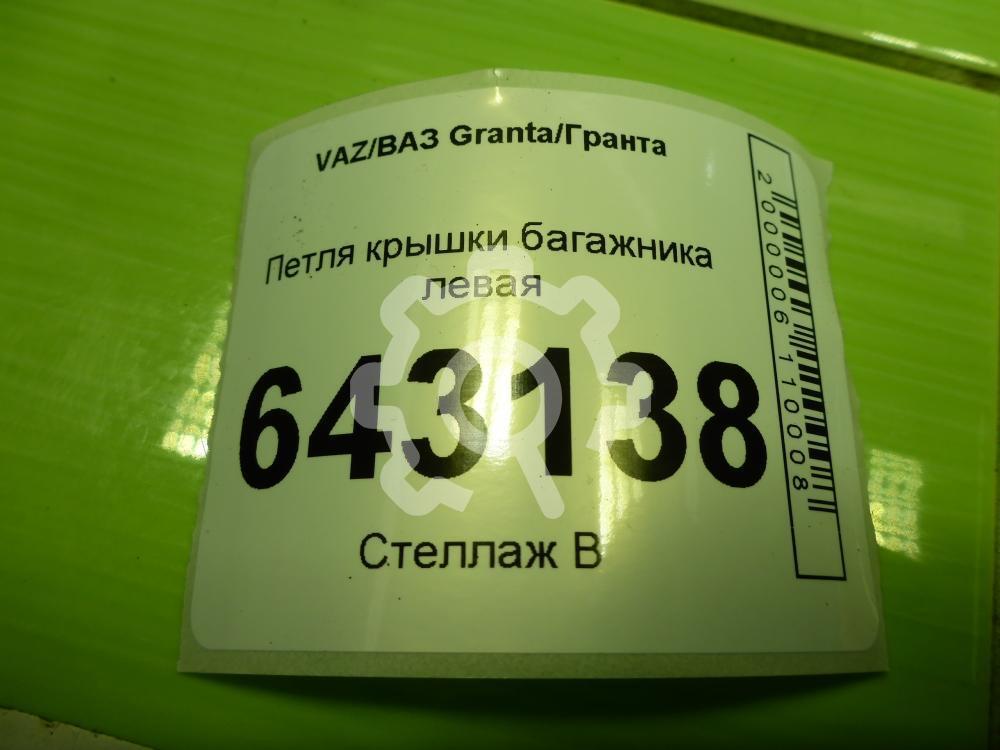 VAZ/ВАЗ Granta/Гранта
Петля крышки багажника
левая
643138
Стеллаж В
2000006110008